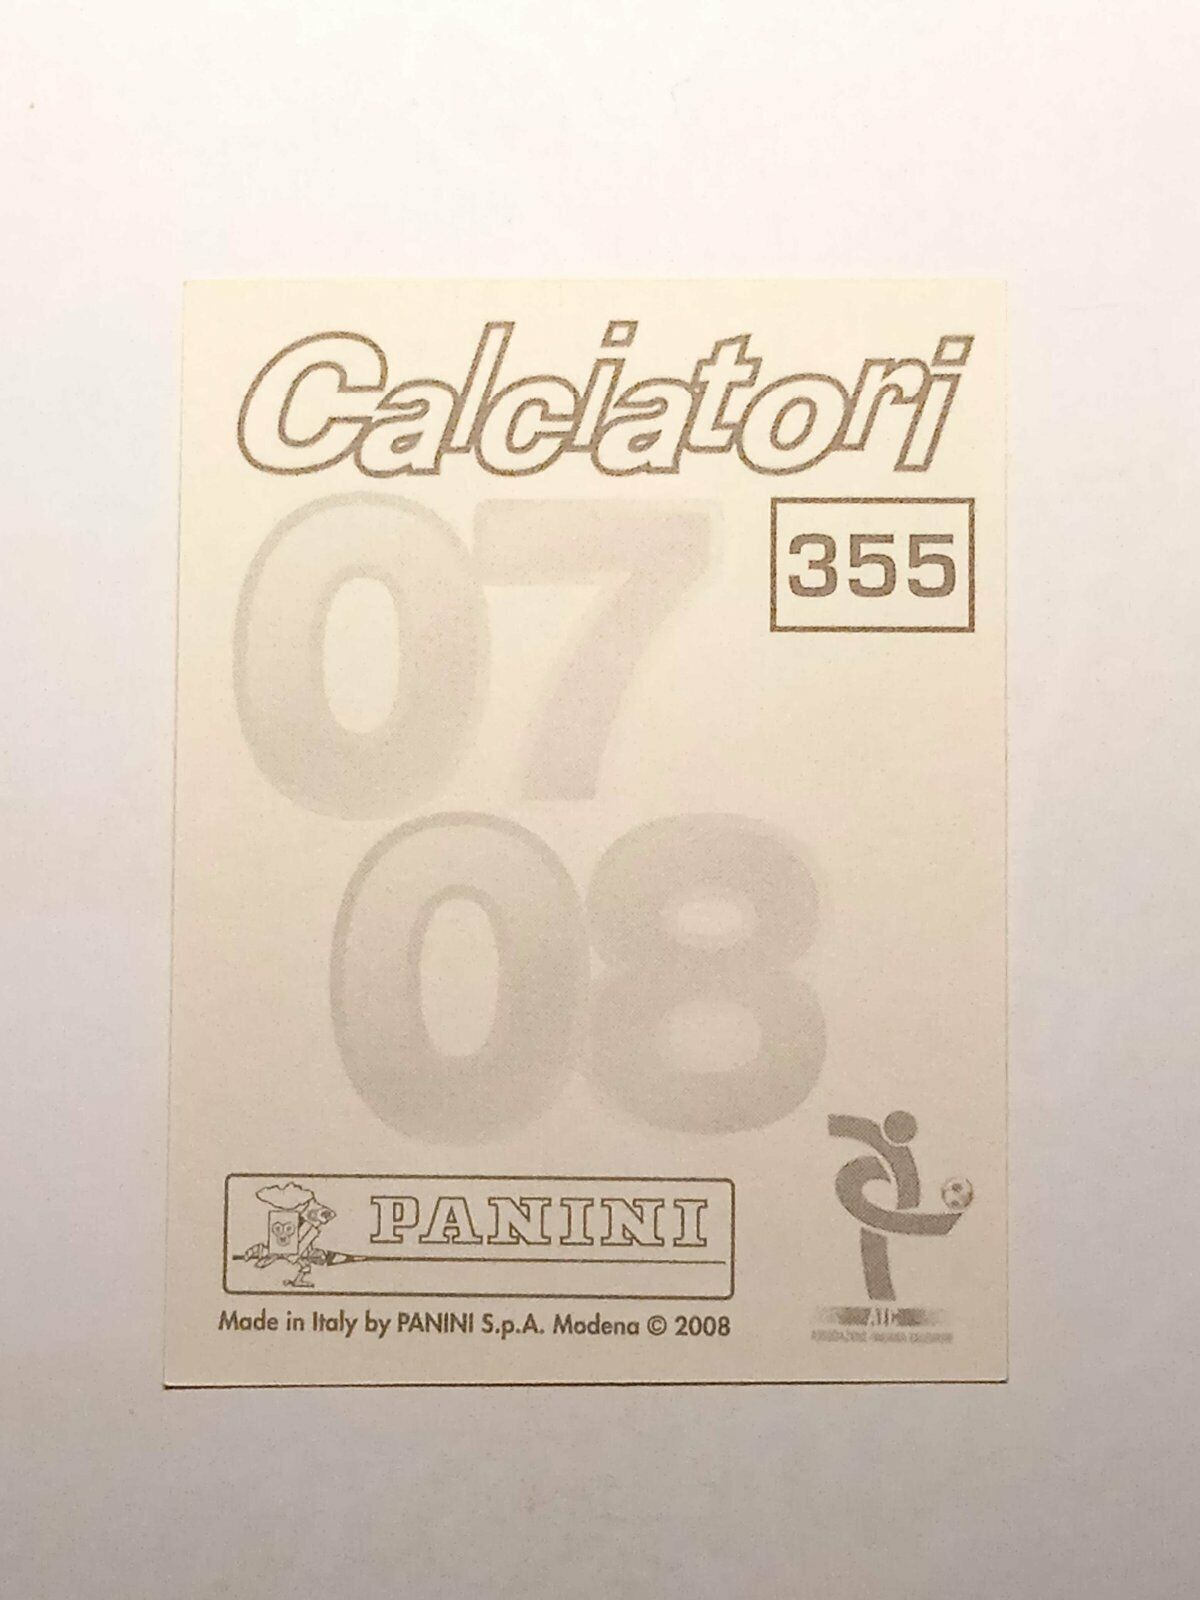 Calciatori
07
355
08
PANINI
Made in Italy by PANINI S.p.A. Modena © 2008